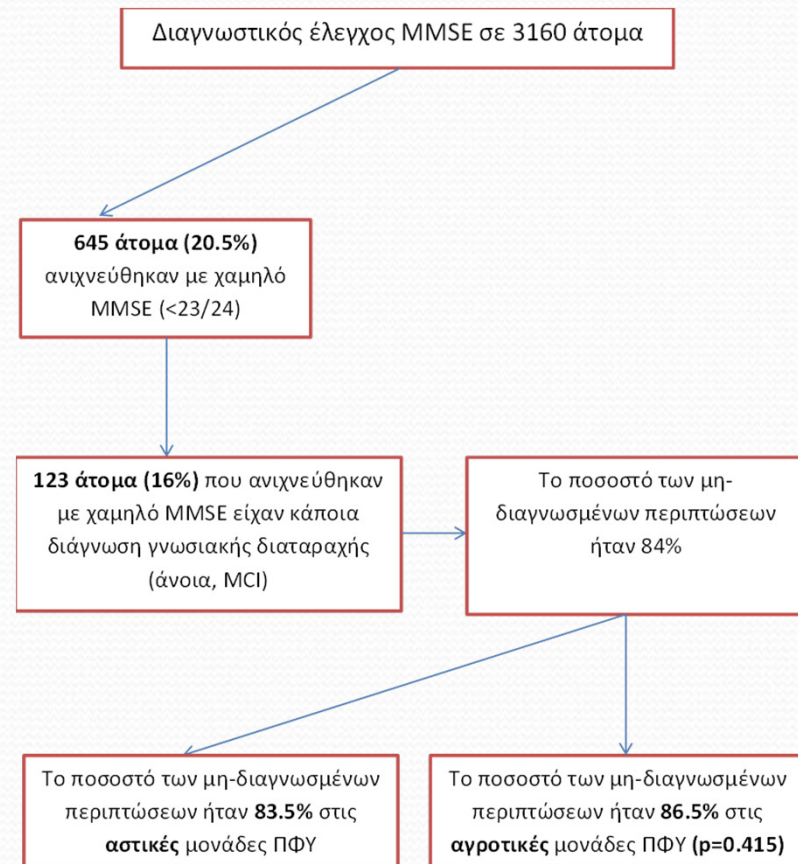 Διαγνωστικός έλεγχος MMSE σε 3160 άτομα
645 άτομα (20.5%)
ανιχνεύθηκαν με χαμηλό
MMSE (<23/24)
123 άτομα (16%) που ανιχνεύθηκαν
με χαμηλό MMSE είχαν κάποια
διάγνωση γνωσιακής διαταραχής
(άνοια, MCI)
Το ποσοστό των μη-
διαγνωσμένων περιπτώσεων
ήταν 84%
Το ποσοστό των μη-διαγνωσμένων
περιπτώσεων ήταν 83.5% στις
αστικές μονάδες ΠΦΥ
Το ποσοστό των μη-διαγνωσμένων
περιπτώσεων ήταν 86.5% στις
αγροτικές μονάδες ΠΦΥ (p=0.415)